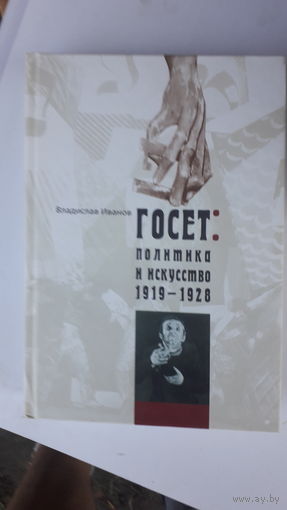 Владислав Иванов
ГОСЕТ:
политика
и искусство
1919–1928
www.ay.by